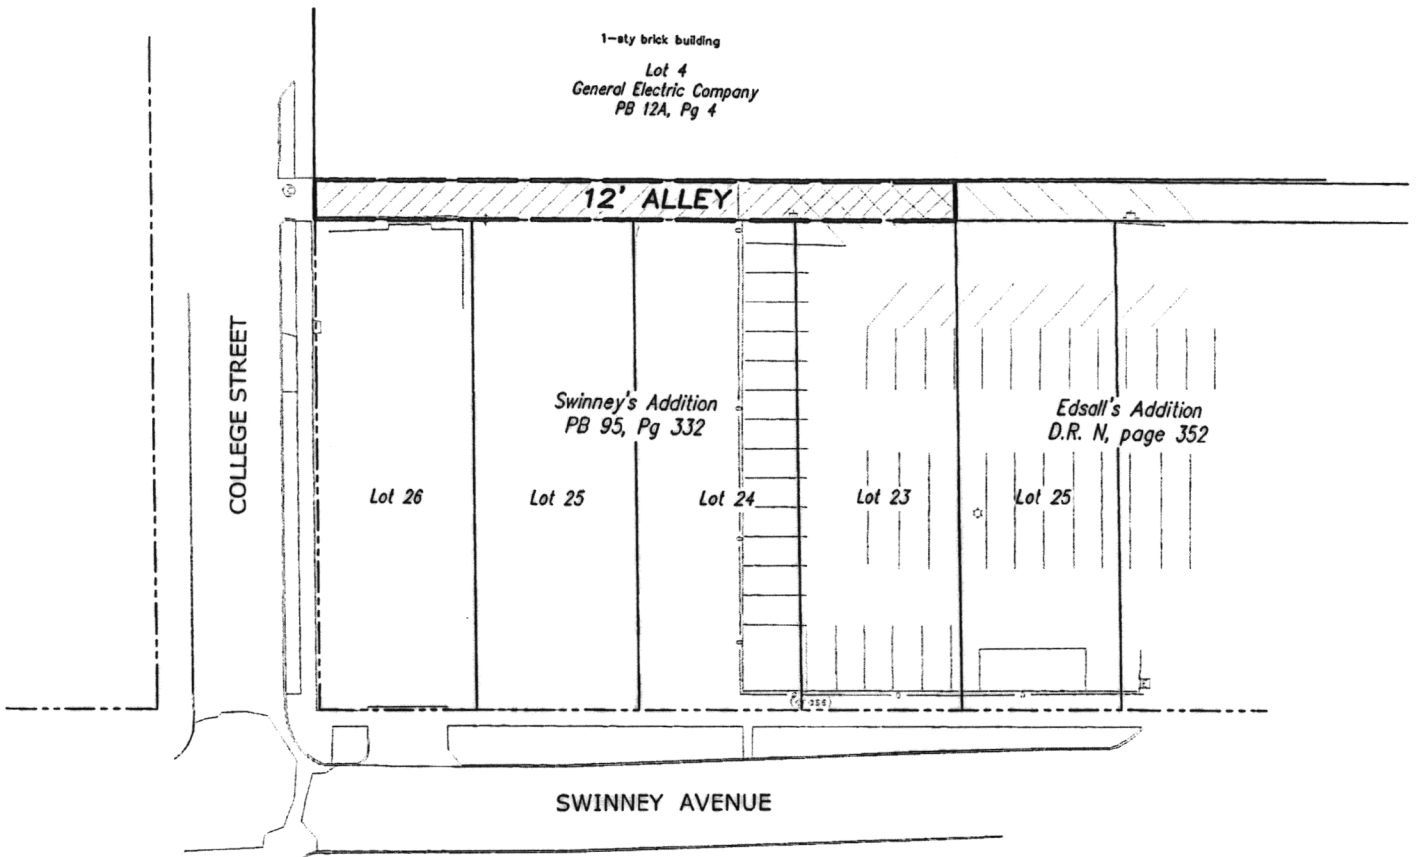 1-sty brick building
Lot 4
General Electric Company
PB 12A, Pg 4
12' ALLEY
COLLEGE STREET
Swinney's Addition
PB 95, Pg 332
Edsall's Addition
D.R. N, page 352
Lot 26
Lot 25
Lot 24
Lot 23
Lot 25
SWINNEY AVENUE